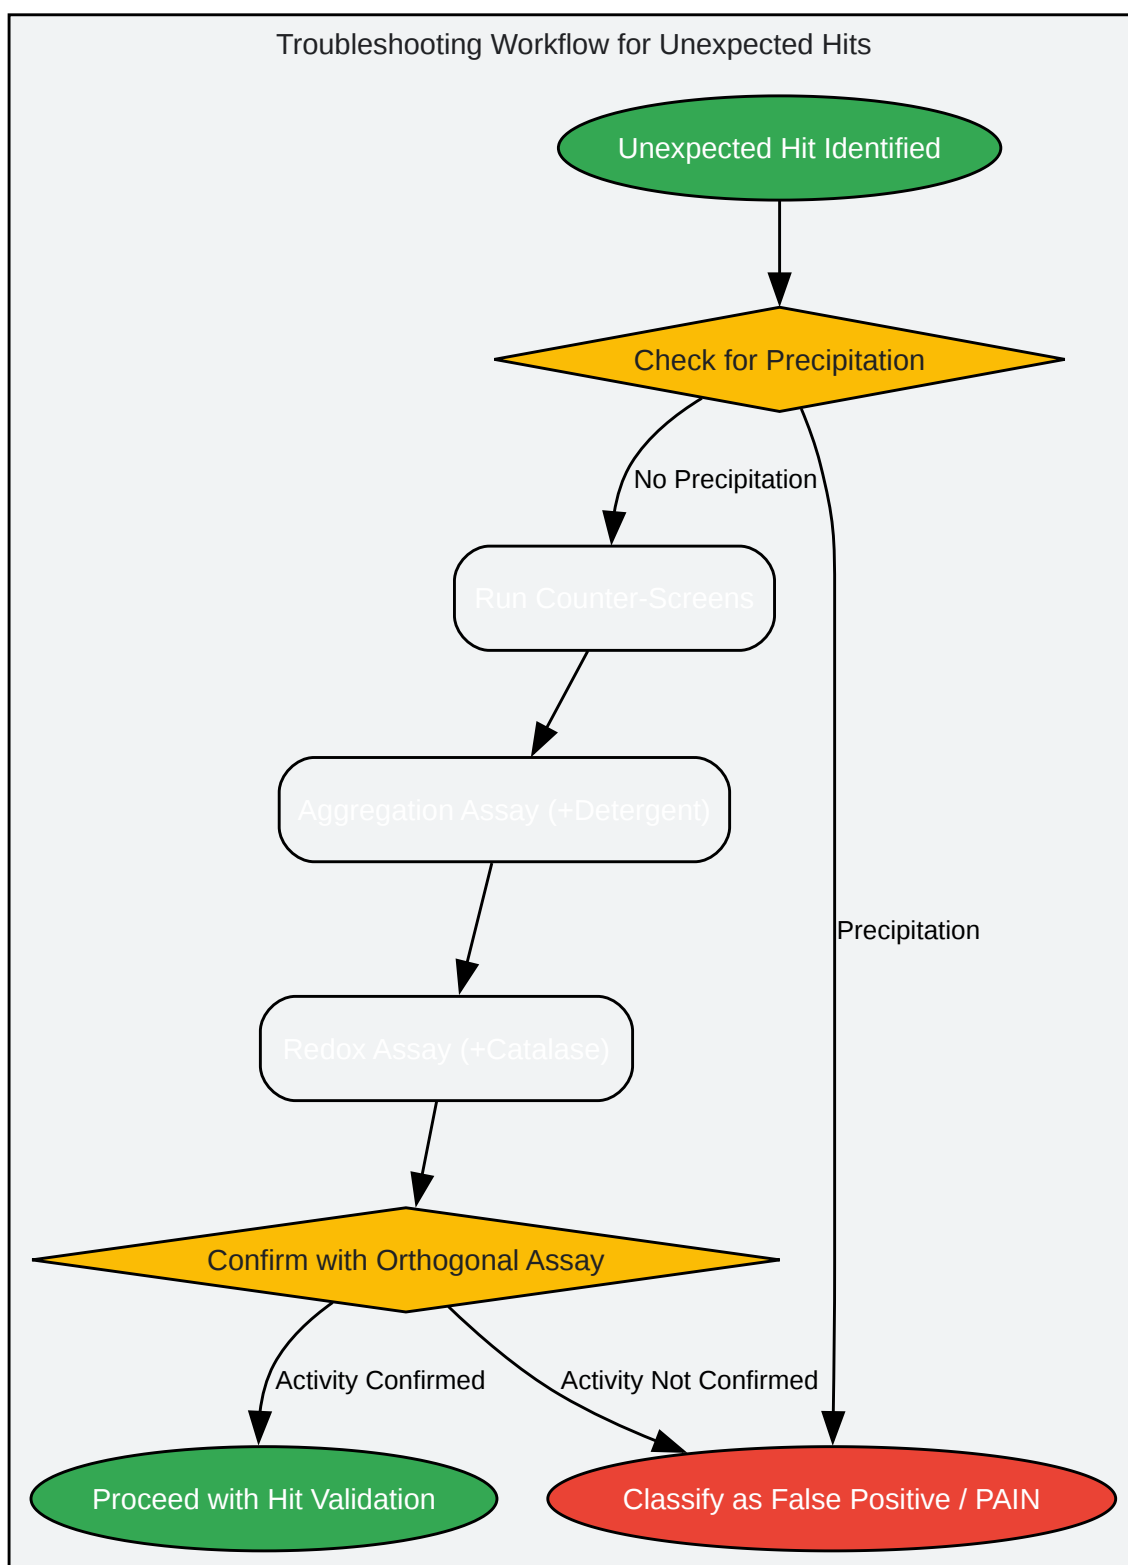 Troubleshooting Workflow for Unexpected Hits
Unexpected Hit Identified
Check for Precipitation
No Precipitation
Run Counter-Screens
Aggregation Assay (+Detergent)
Precipitation
Redox Assay (+Catalase)
Confirm with Orthogonal Assay
Activity Confirmed
Activity Not Confirmed
Proceed with Hit Validation
Classify as False Positive / PAIN